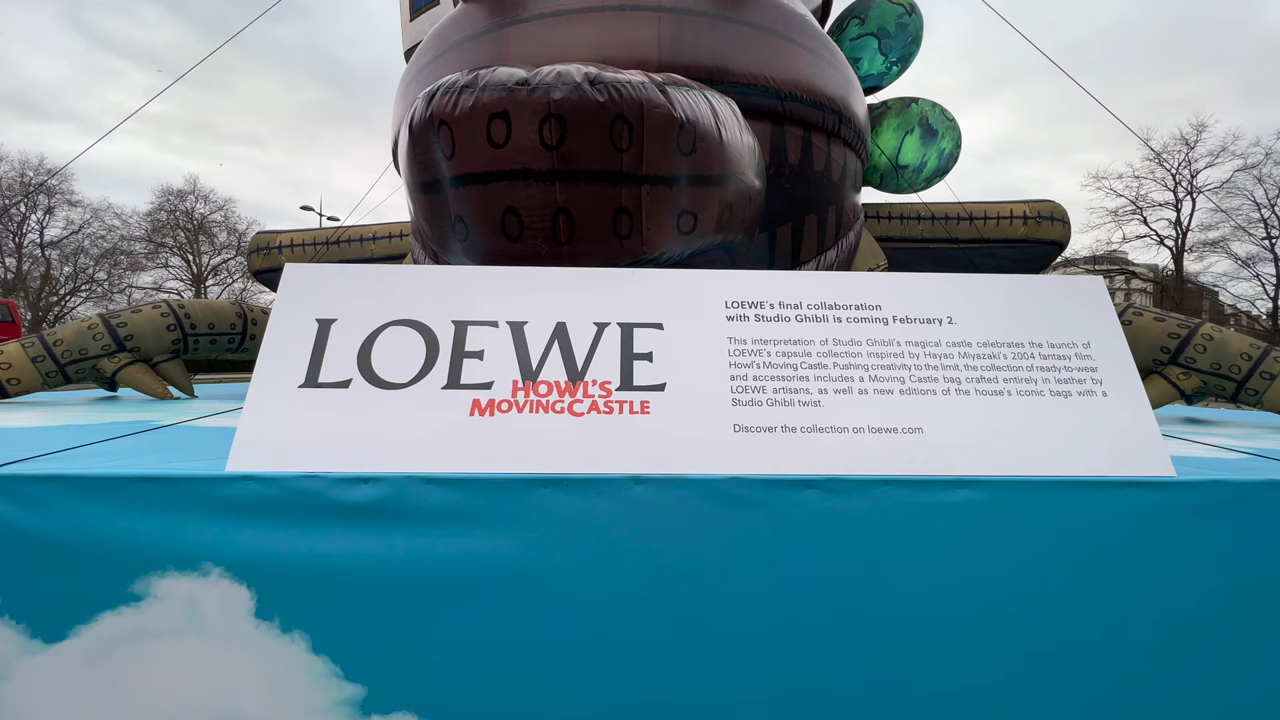 LOEWE
HOWL'S
MOVINGCASTLE
LOEWE's final collaboration
with Studio Ghibli is coming February 2.
This interpretation of Studio Ghibli's magical castle celebrates the launch of
LOEWE's capsule collection inspired by Hayao Miyazaki's 2004 fantasy film,
Howl's Moving Castle. Pushing creativity to the limit, the collection of ready-to-wear
and accessories includes a Moving Castle bag crafted entirely in leather by
LOEWE artisans, as well as new editions of the house's iconic bags with a
Studio Ghibli twist.
Discover the collection on loewe.com